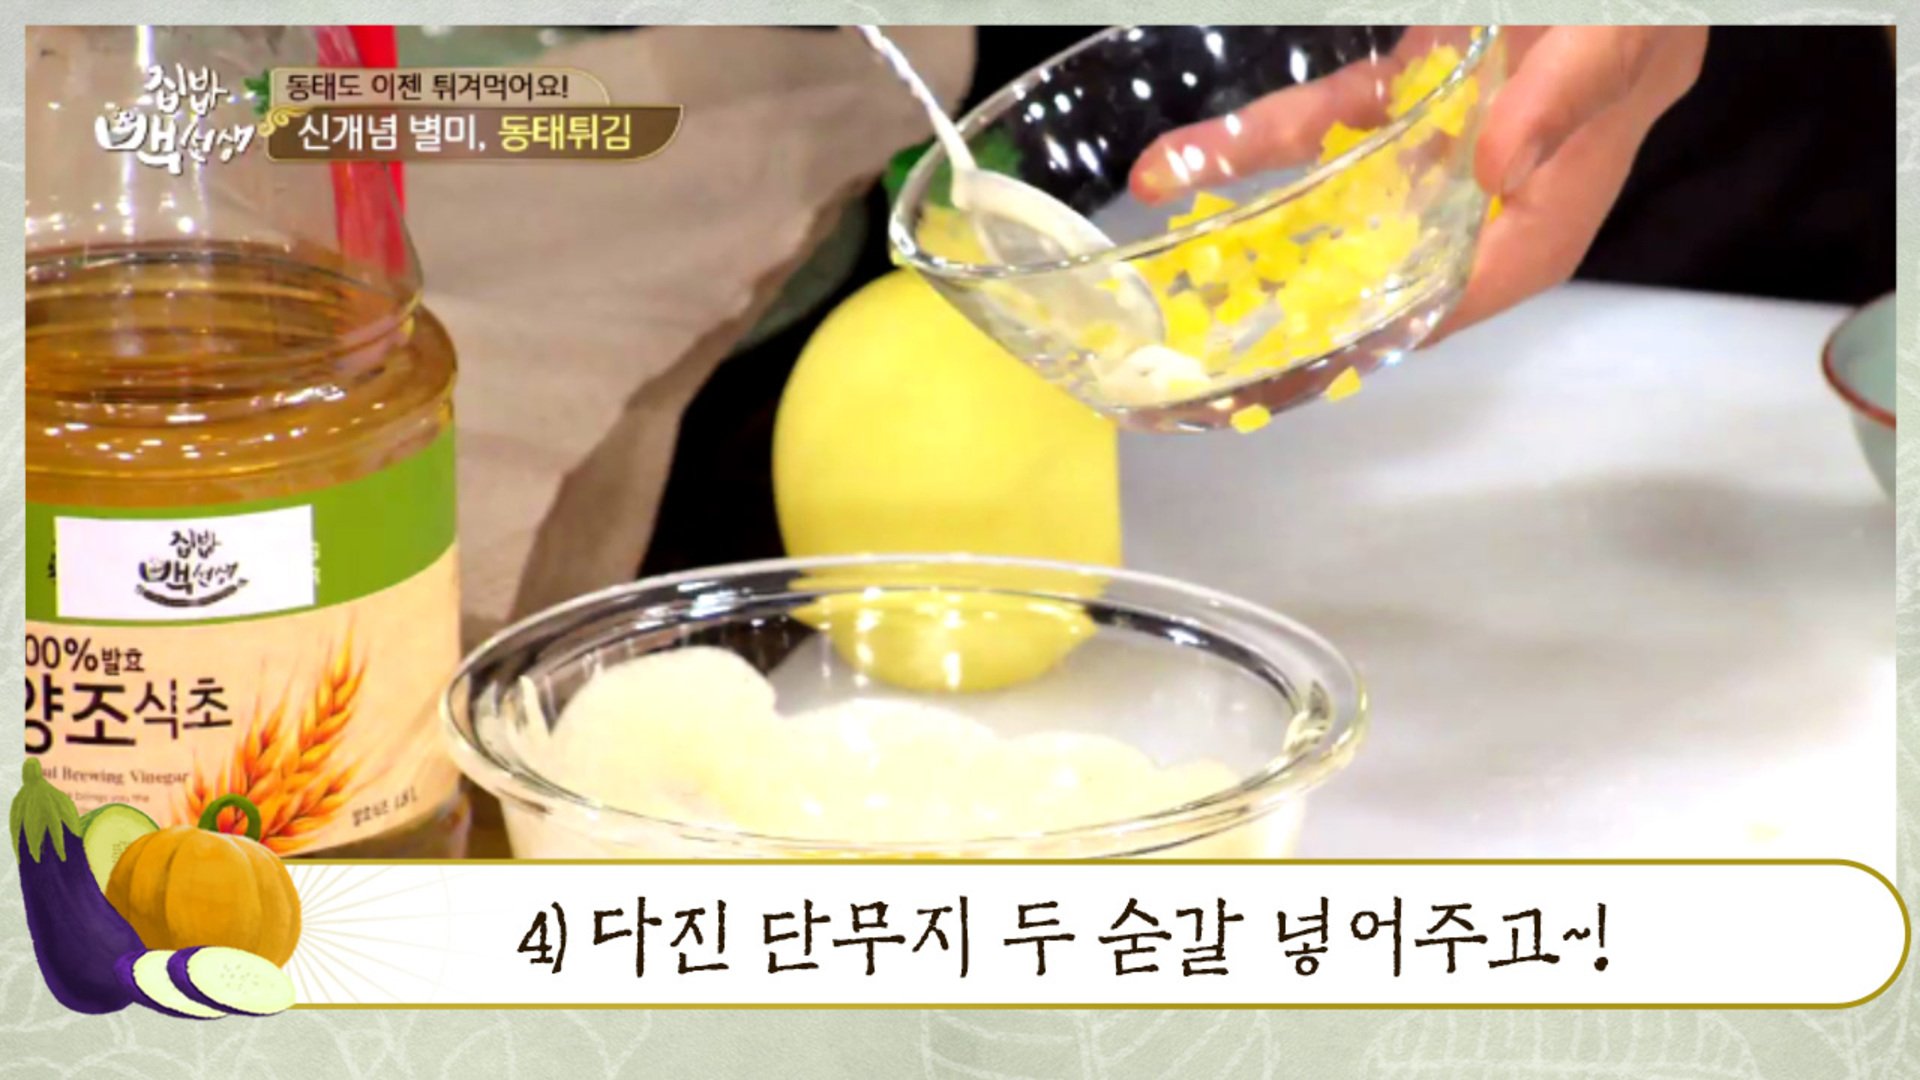 집밥
백선생
동태도 이젠 튀겨먹어요!
신개념 별미, 동태튀김
집밥
백선생
00%발효
양조식초
Brewing Vinegar
4) 다진 단무지 두 숟갈 넣어주고~!